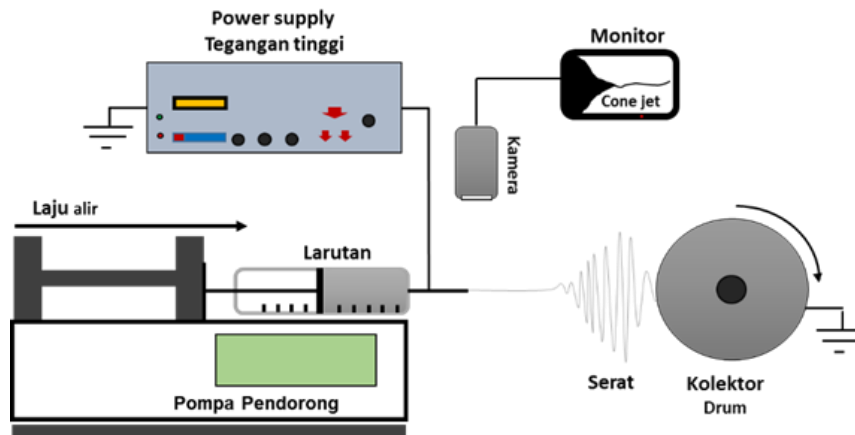 Power supply
Tegangan tinggi
Monitor
Cone jet
Kamera
Laju alir
Larutan
Pompa Pendorong
Serat
Kolektor
Drum